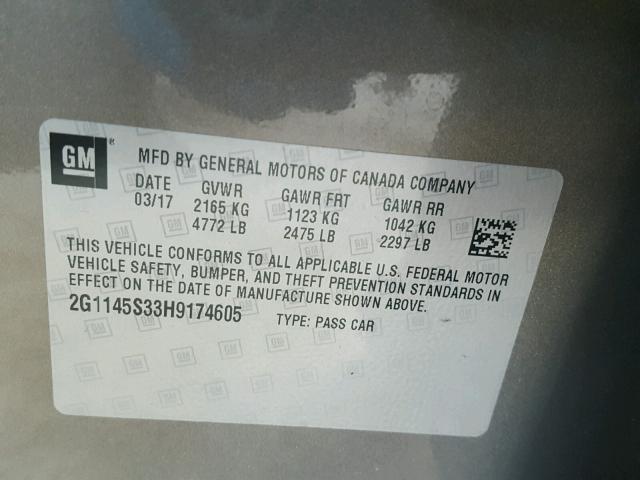 GM ®
MFD BY GENERAL MOTORS OF CANADA COMPANY
DATE GVWR GAWR FRT GAWR RR
03/17 2165 KG 1123 KG 1042 KG
4772 LB 2475 LB 2297 LB
THIS VEHICLE CONFORMS TO ALL APPLICABLE U.S. FEDERAL MOTOR
VEHICLE SAFETY, BUMPER, AND THEFT PREVENTION STANDARDS IN
EFFECT ON THE DATE OF MANUFACTURE SHOWN ABOVE.
2G1145S33H9174605 TYPE: PASS CAR